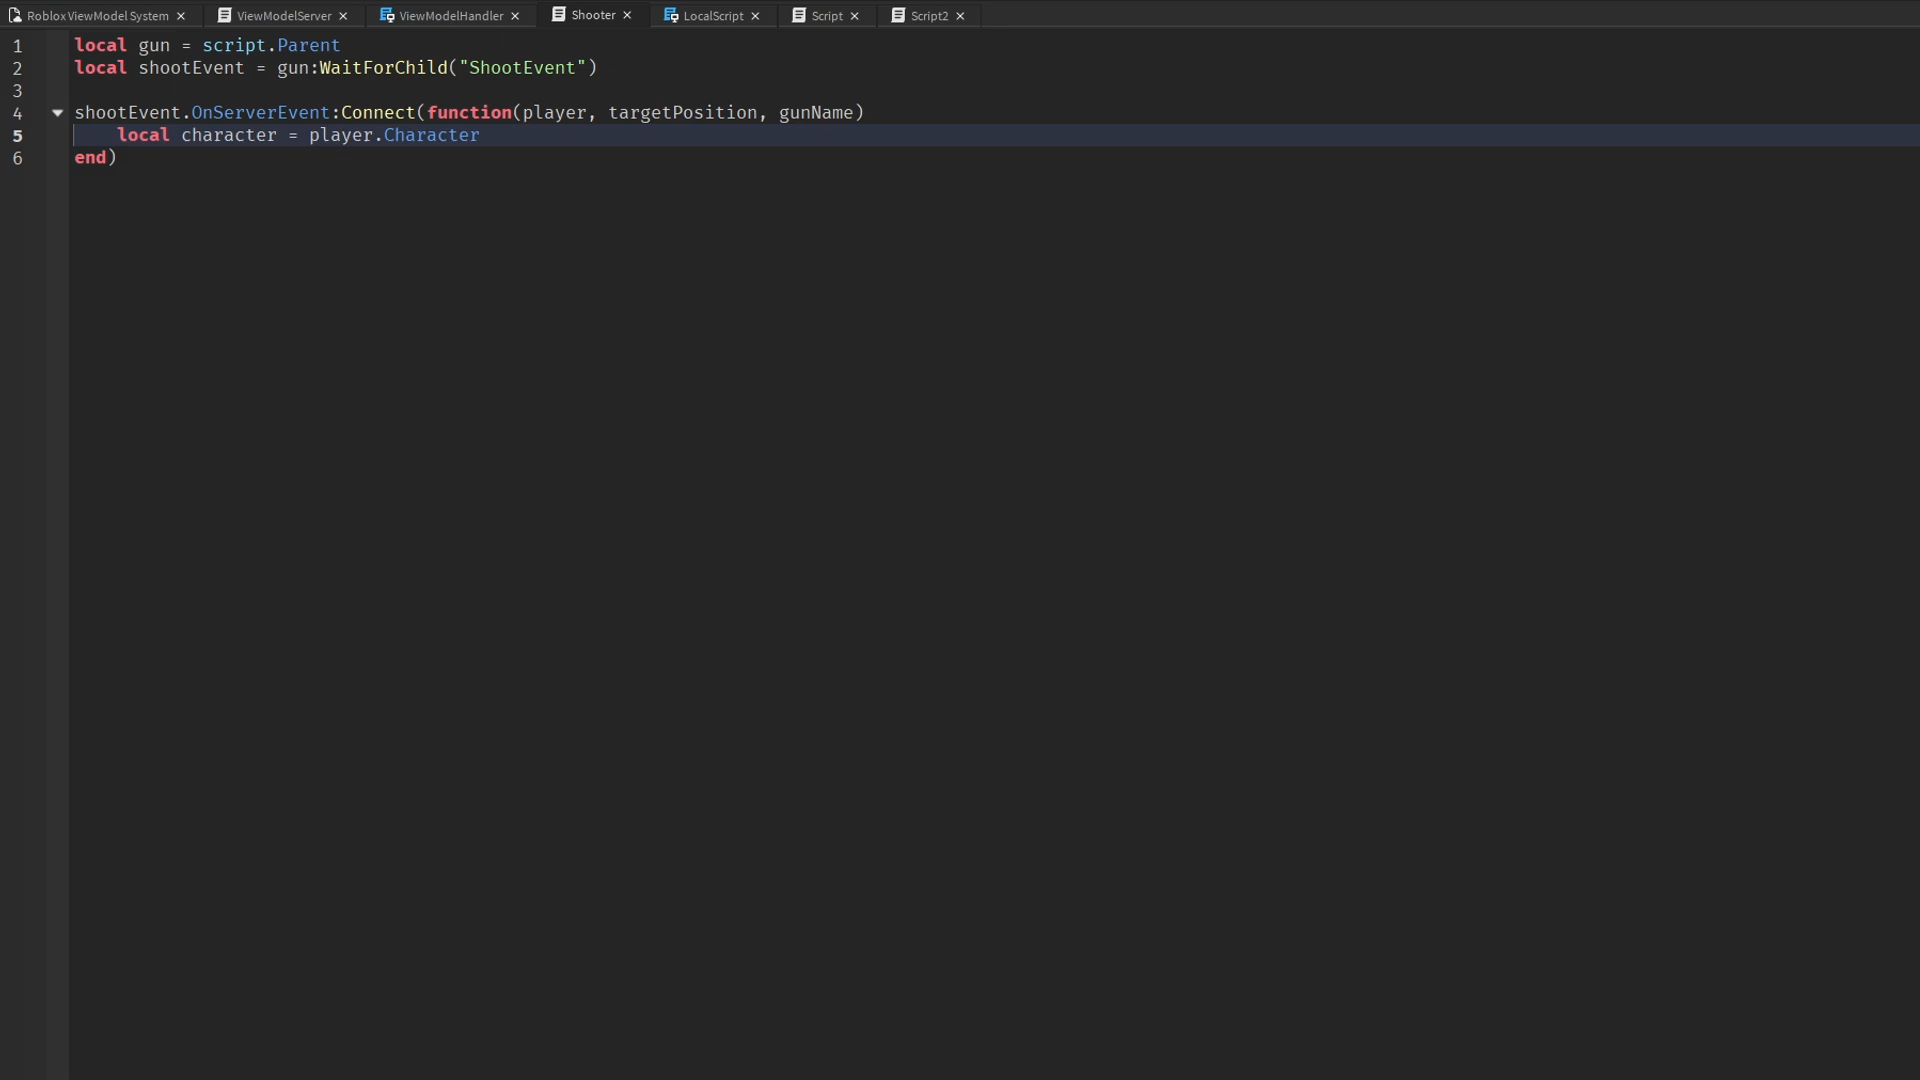 Roblox ViewModel System
ViewModelServer
ViewModelHandler
Shooter
LocalScript
Script
Script2
1 local gun = script.Parent
2 local shootEvent = gun:WaitForChild("ShootEvent")
3
4 shootEvent.OnServerEvent:Connect(function(player, targetPosition, gunName)
5 local character = player.Character
6 end)